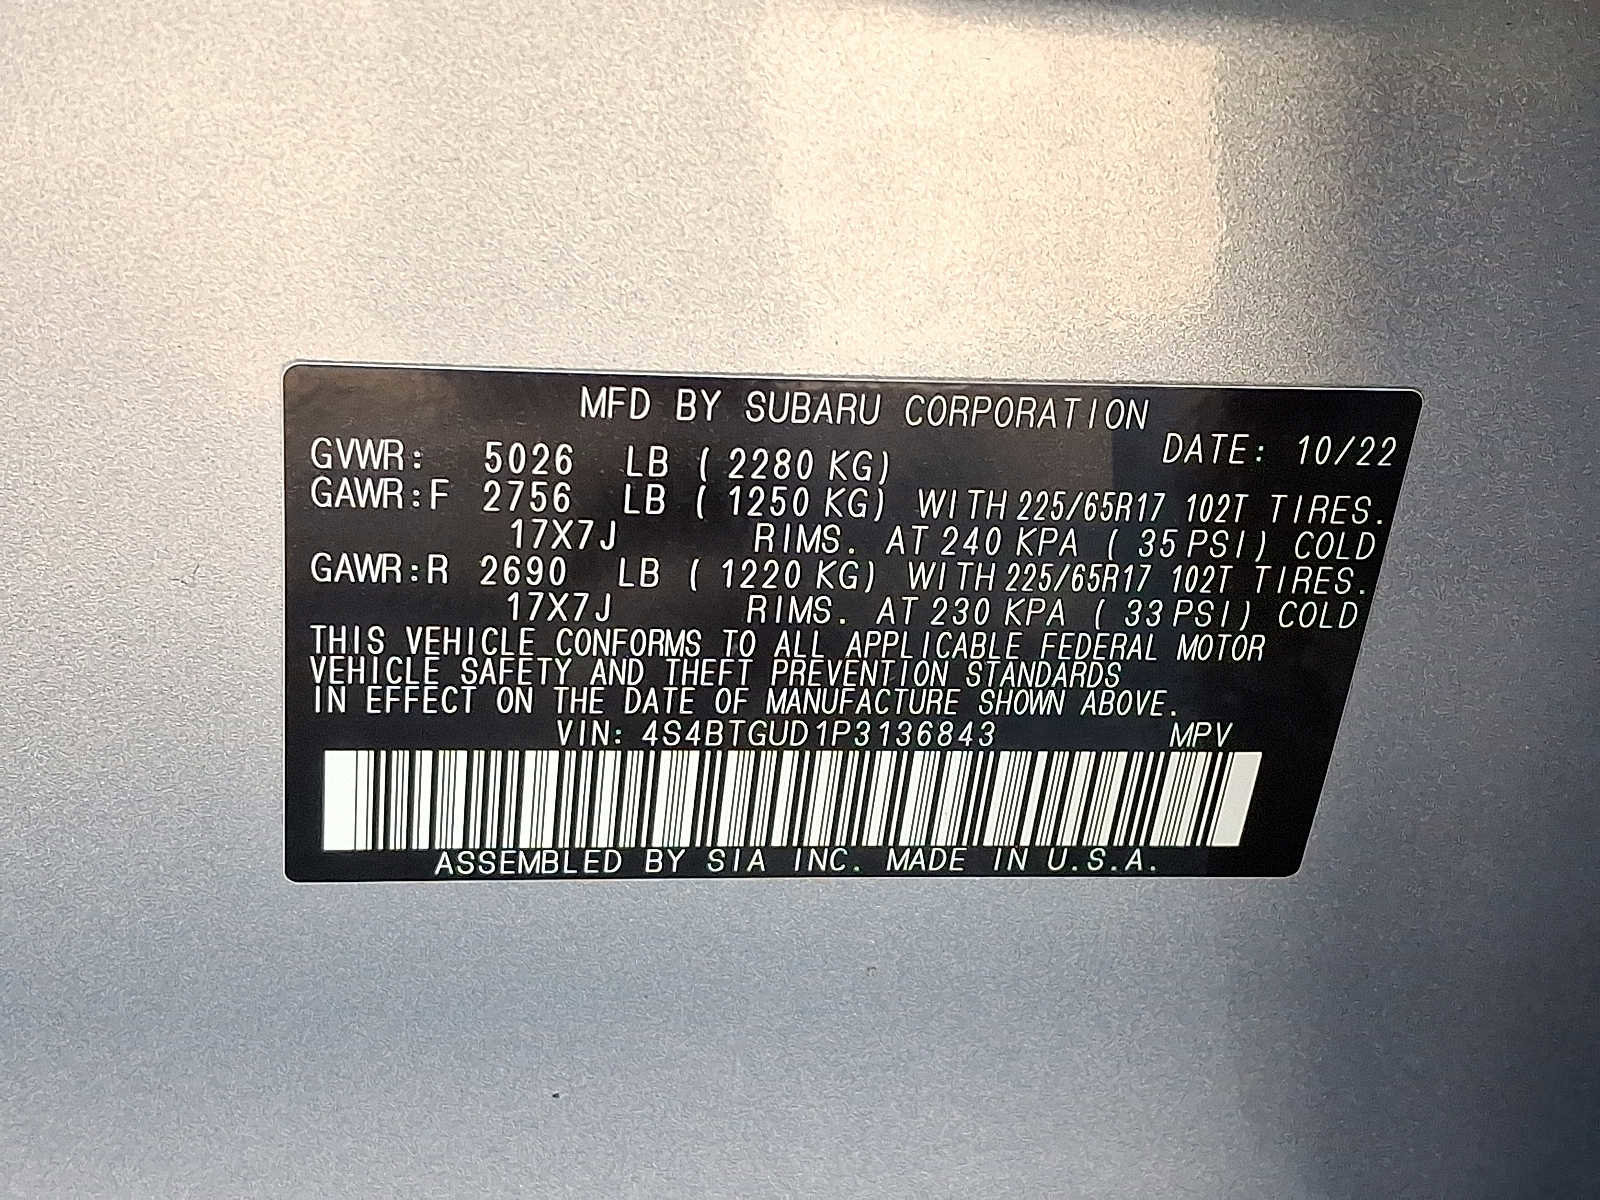 MFD BY SUBARU CORPORATION
DATE: 10/22
GVWR: 5026 LB ( 2280 KG)
GAWR:F 2756 LB ( 1250 KG) WITH 225/65R17 102T TIRES.
17X7J RIMS. AT 240 KPA ( 35 PSI) COLD
GAWR:R 2690 LB ( 1220 KG) WITH 225/65R17 102T TIRES.
17X7J RIMS. AT 230 KPA ( 33 PSI) COLD
THIS VEHICLE CONFORMS TO ALL APPLICABLE FEDERAL MOTOR
VEHICLE SAFETY AND THEFT PREVENTION STANDARDS
IN EFFECT ON THE DATE OF MANUFACTURE SHOWN ABOVE.
VIN: 4S4BTGUD1P3136843 MPV
ASSEMBLED BY SIA INC. MADE IN U.S.A.